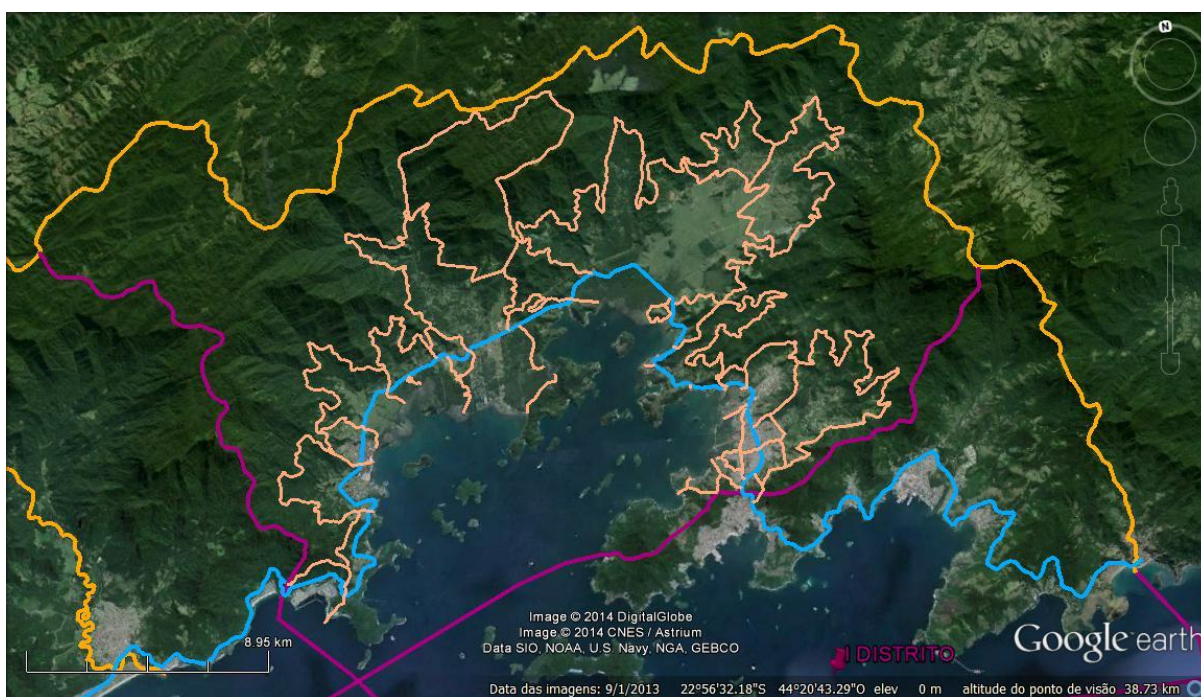 N
8.95 km
Image © 2014 DigitalGlobe
Image © 2014 CNES / Astrium
Data SIO, NOAA, U.S. Navy, NGA, GEBCO
I DISTRITO
Google earth
Data das imagens: 9/1/2013 22°56'32.18"S 44°20'43.29"O elev 0 m altitude do ponto de visão 38.73 km